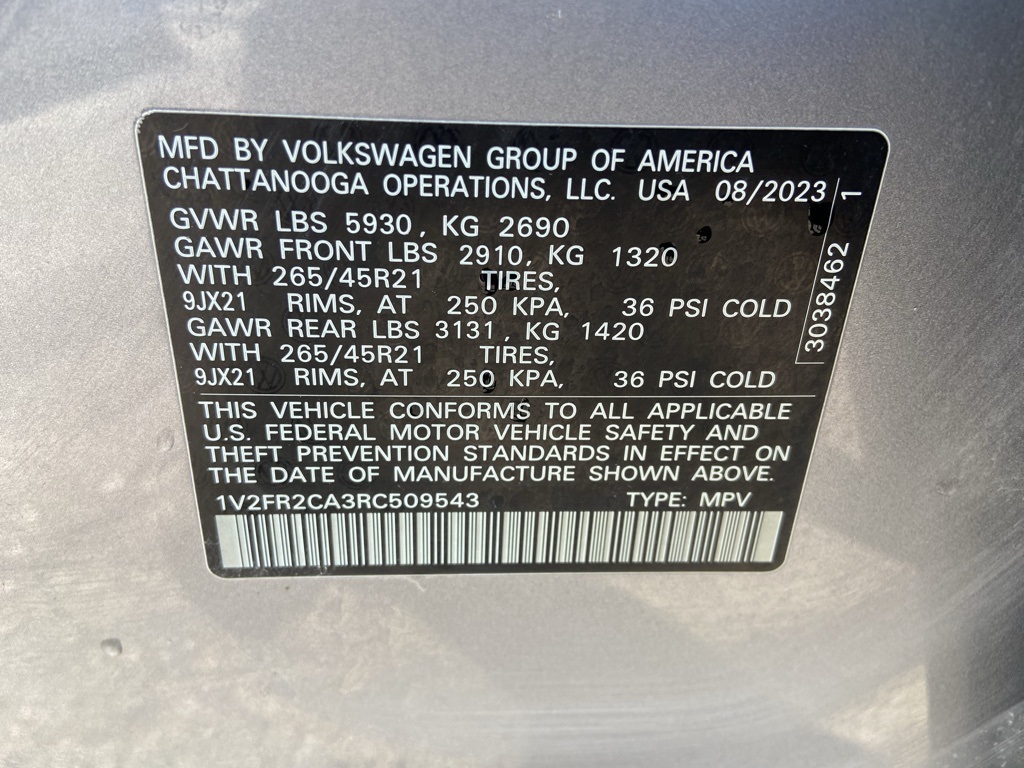 MFD BY VOLKSWAGEN GROUP OF AMERICA
CHATTANOOGA OPERATIONS, LLC. USA 08/2023
GVWR LBS 5930, KG 2690
GAWR FRONT LBS 2910, KG 1320
WITH 265/45R21 TIRES,
9JX21 RIMS, AT 250 KPA, 36 PSI COLD
GAWR REAR LBS 3131, KG 1420
WITH 265/45R21 TIRES,
9JX21 RIMS, AT 250 KPA, 36 PSI COLD
3038462 1
THIS VEHICLE CONFORMS TO ALL APPLICABLE
U.S. FEDERAL MOTOR VEHICLE SAFETY AND
THEFT PREVENTION STANDARDS IN EFFECT ON
THE DATE OF MANUFACTURE SHOWN ABOVE.
1V2FR2CA3RC509543 TYPE: MPV